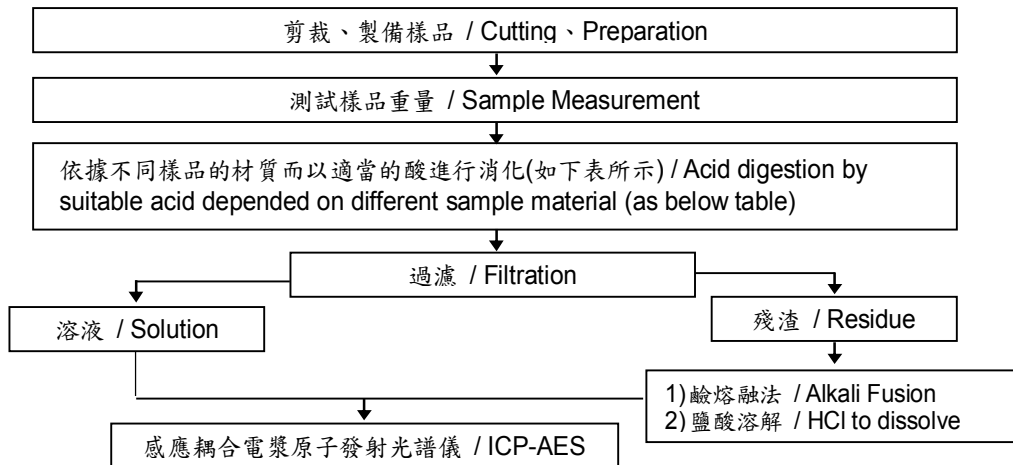 剪裁、製備樣品 / Cutting、Preparation
測試樣品重量 / Sample Measurement
依據不同樣品的材質而以適當的酸進行消化(如下表所示) / Acid digestion by
suitable acid depended on different sample material (as below table)
過濾 / Filtration
溶液 / Solution
殘渣 / Residue
1)鹼熔融法 / Alkali Fusion
2)鹽酸溶解 / HCl to dissolve
感應耦合電漿原子發射光譜儀 / ICP-AES